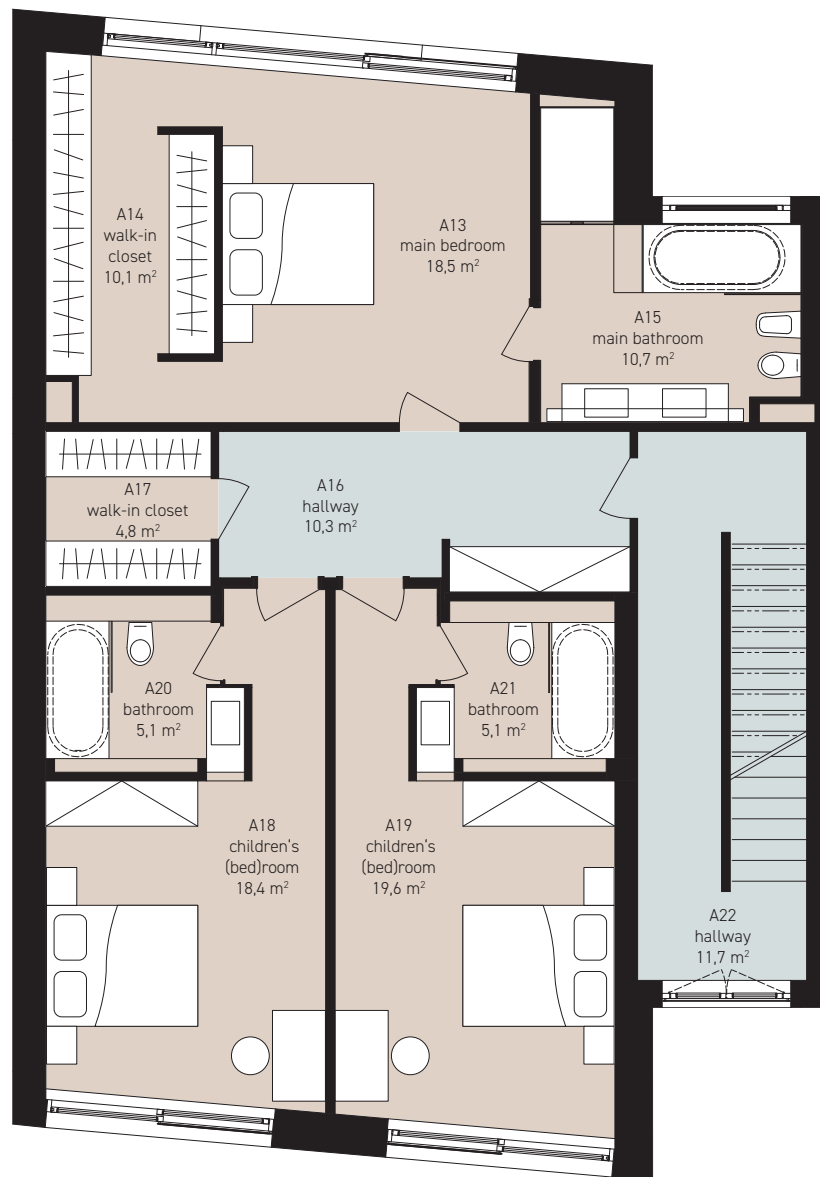 A14
walk-in
closet
10,1 m²
A13
main bedroom
18,5 m²
A15
main bathroom
10,7 m²
A17
walk-in closet
4,8 m²
A16
hallway
10,3 m²
A20
bathroom
5,1 m²
A21
bathroom
5,1 m²
A18
children's
(bed)room
18,4 m²
A19
children's
(bed)room
19,6 m²
A22
hallway
11,7 m²